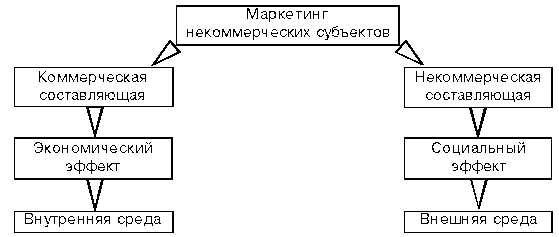 Маркетинг
некоммерческих субъектов
Коммерческая
составляющая
Некоммерческая
составляющая
Экономический
эффект
Социальный
эффект
Внутренняя среда
Внешняя среда